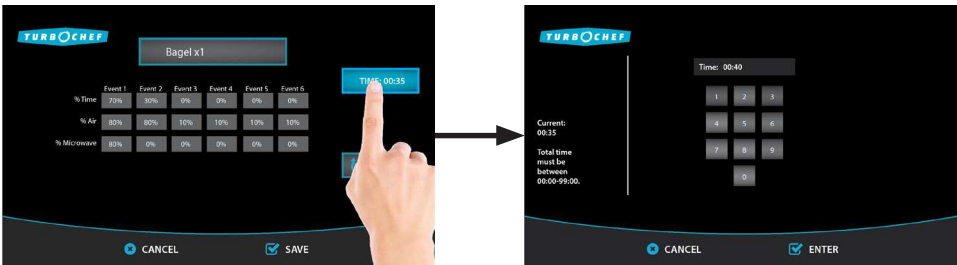 TURBOCHEF
Bagel x1
TIME: 00:35
Event 1 Event 2 Event 3 Event 4 Event 5 Event 6
% Time 70% 30% 0% 0% 0% 0%
% Air 80% 80% 10% 10% 10% 10%
% Microwave 80% 0% 0% 0% 0% 0%
CANCEL SAVE
TURBOCHEF
Time: 00:40
1 2 3
4 5 6
7 8 9
0
Current:
00:35
Total time
must be
between
00:00-99:00.
CANCEL ENTER